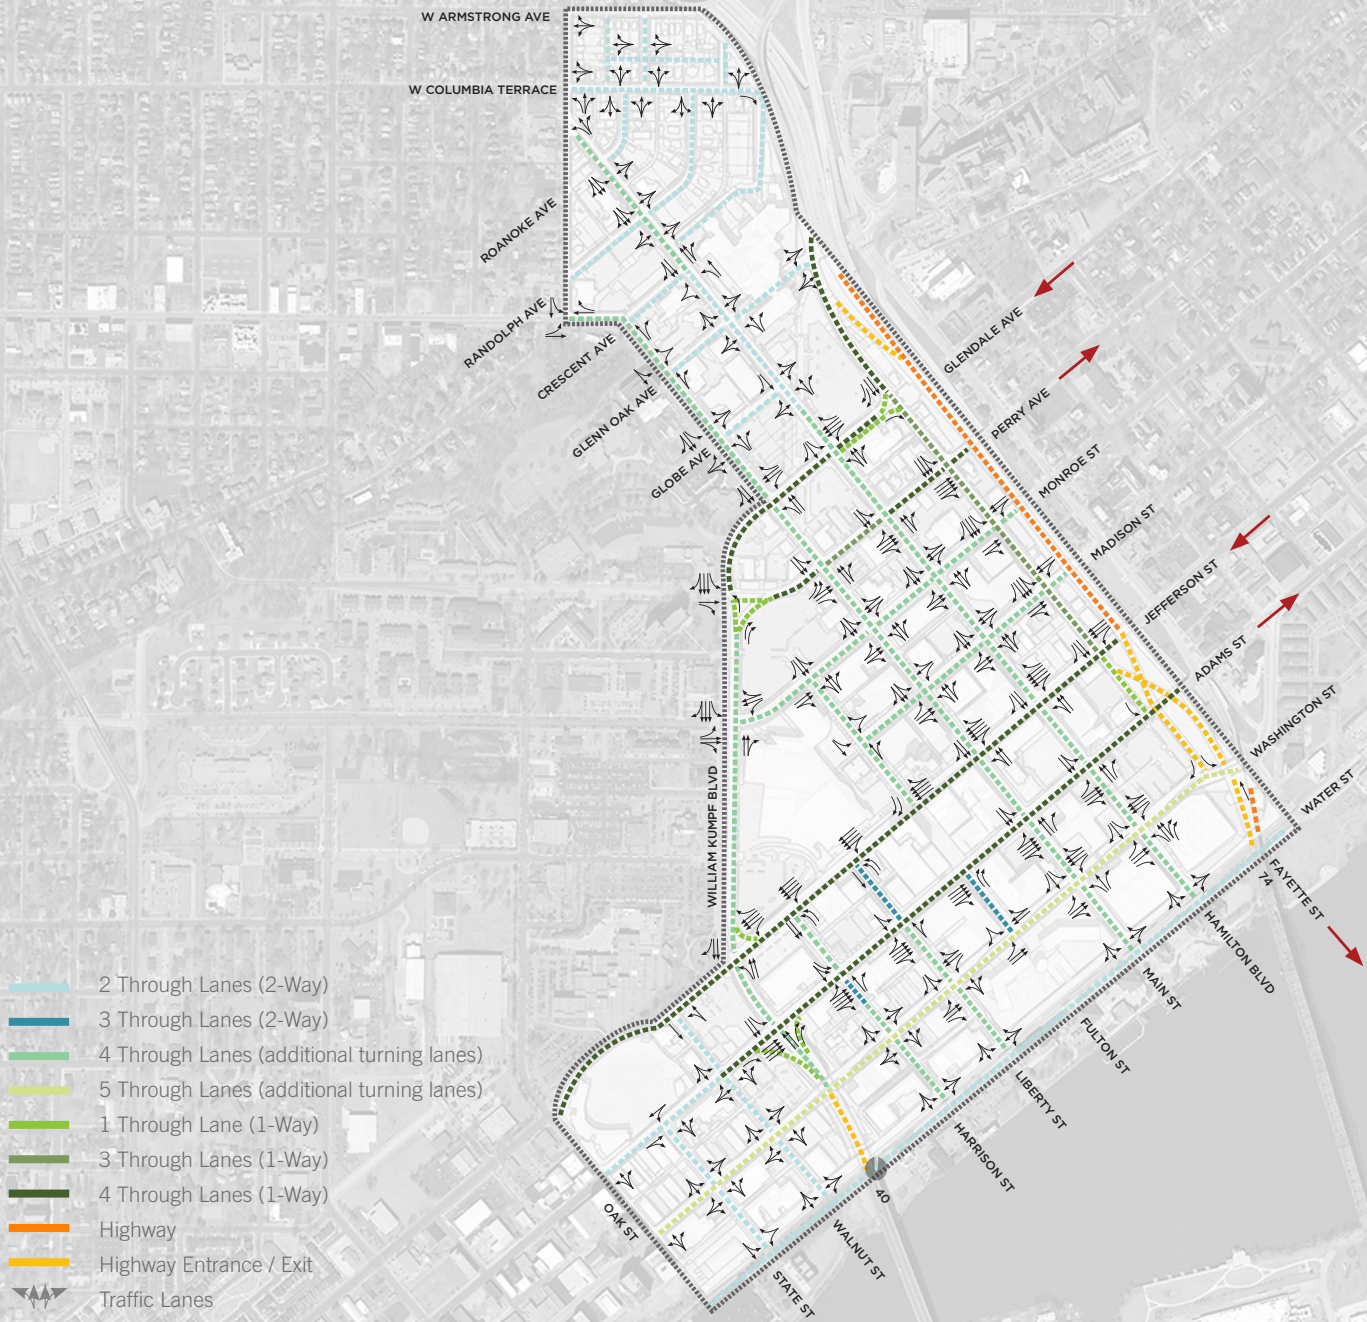 W ARMSTRONG AVE
W COLUMBIA TERRACE
ROANOKE AVE
RANDOLPH AVE
CRESCENT AVE
GLENN OAK AVE
GLOBE AVE
GLENDALE AVE
PERRY AVE
MONROE ST
MADISON ST
JEFFERSON ST
ADAMS ST
WASHINGTON ST
WATER ST
WILLIAM KUMPF BLVD
74
FAYETTE ST
HAMILTON BLVD
MAIN ST
FULTON ST
LIBERTY ST
HARRISON ST
40
WALNUT ST
STATE ST
OAK ST
2 Through Lanes (2-Way)
3 Through Lanes (2-Way)
4 Through Lanes (additional turning lanes)
5 Through Lanes (additional turning lanes)
1 Through Lane (1-Way)
3 Through Lanes (1-Way)
4 Through Lanes (1-Way)
Highway
Highway Entrance / Exit
Traffic Lanes